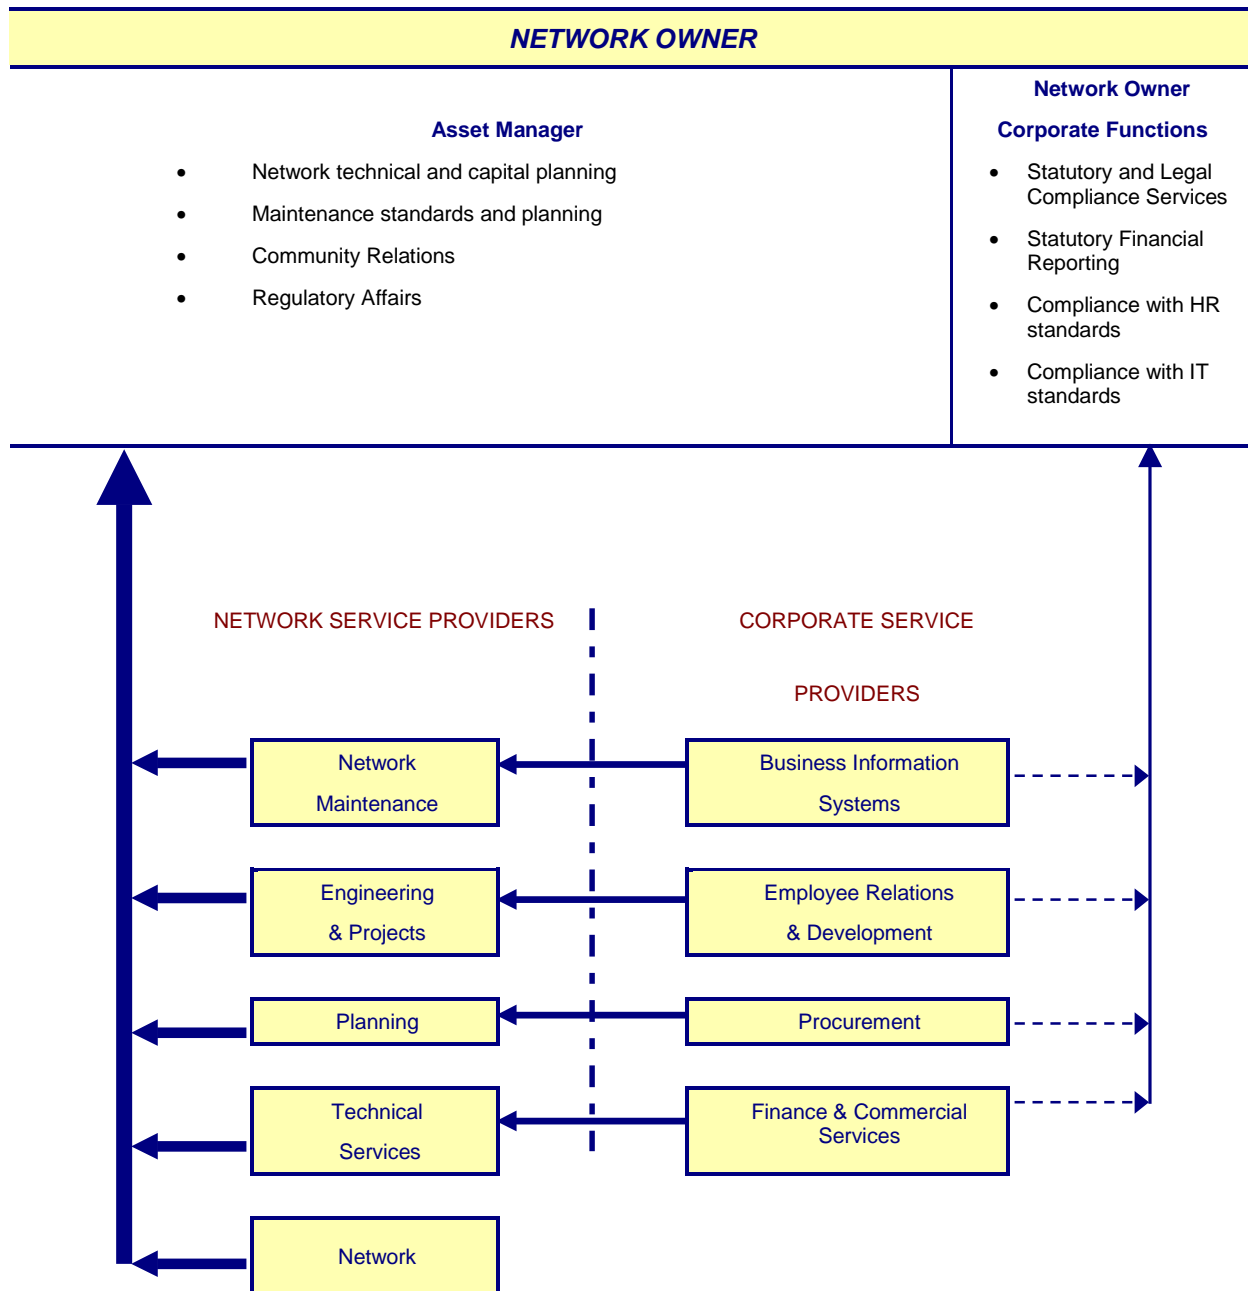 NETWORK OWNER
Asset Manager
• Network technical and capital planning
• Maintenance standards and planning
• Community Relations
• Regulatory Affairs
Network Owner
Corporate Functions
• Statutory and Legal
Compliance Services
• Statutory Financial
Reporting
• Compliance with HR
standards
• Compliance with IT
standards
NETWORK SERVICE PROVIDERS
CORPORATE SERVICE
PROVIDERS
Network
Maintenance
Business Information
Systems
Engineering
& Projects
Employee Relations
& Development
Planning
Procurement
Technical
Services
Finance & Commercial
Services
Network